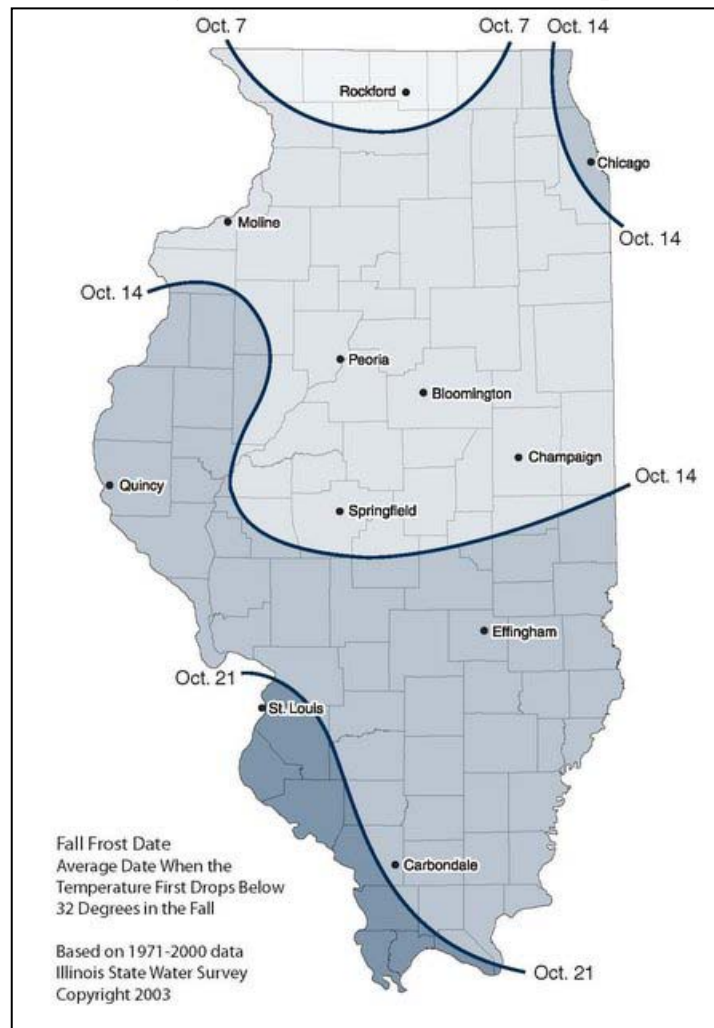 Oct. 7
Oct. 7
Oct. 14
Rockford
Chicago
Moline
Oct. 14
Oct. 14
Peoria
Bloomington
Champaign
Oct. 14
Quincy
Springfield
Effingham
Oct. 21
St. Louis
Fall Frost Date
Average Date When the
Temperature First Drops Below
32 Degrees in the Fall
Carbondale
Based on 1971-2000 data
Illinois State Water Survey
Copyright 2003
Oct. 21